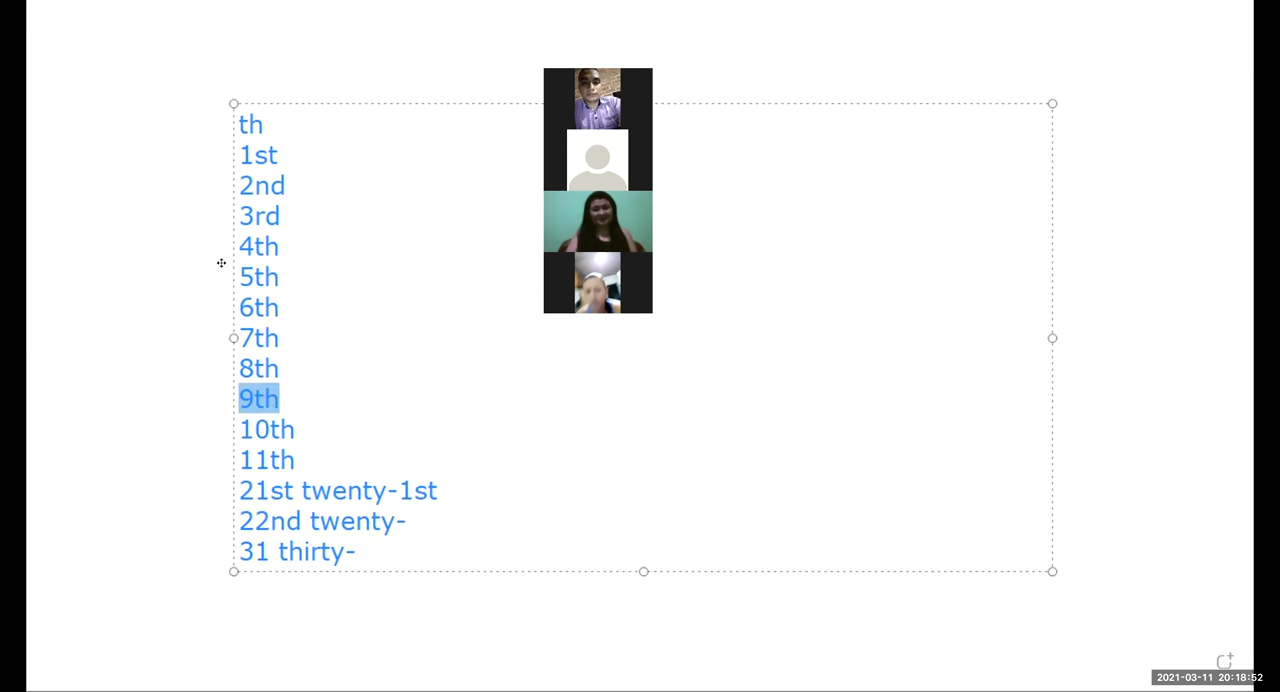 th
1st
2nd
3rd
4th
5th
6th
7th
8th
9th
10th
11th
21st twenty-1st
22nd twenty-
31 thirty-
2021-03-11 20:18:52